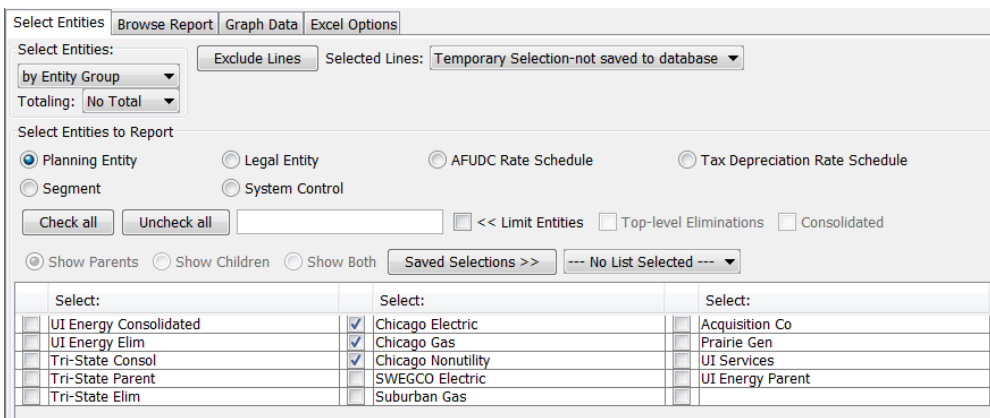 Select Entities Browse Report Graph Data Excel Options
Select Entities:
Exclude Lines Selected Lines: Temporary Selection-not saved to database
by Entity Group
Totaling: No Total
Select Entities to Report
Planning Entity Legal Entity AFUDC Rate Schedule Tax Depreciation Rate Schedule
Segment System Control
Check all Uncheck all << Limit Entities Top-level Eliminations Consolidated
Show Parents Show Children Show Both Saved Selections >> --- No List Selected ---
Select: Select: Select:
UI Energy Consolidated Chicago Electric Acquisition Co
UI Energy Elim Chicago Gas Prairie Gen
Tri-State Consol Chicago Nonutility UI Services
Tri-State Parent SWEGCO Electric UI Energy Parent
Tri-State Elim Suburban Gas